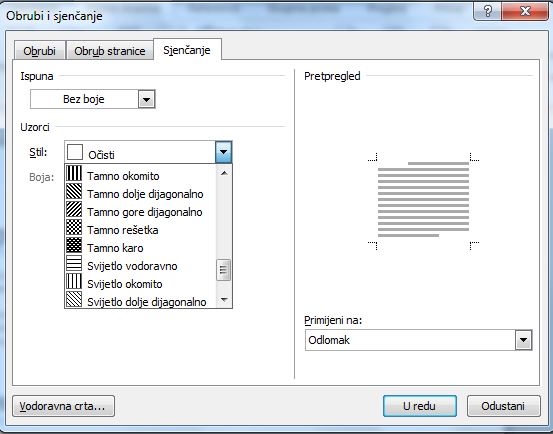 Obrubi i sjenčanje
Obrubi
Obrub stranice
Sjenčanje
Ispuna
Bez boje
Uzorci
Stil:
Očisti
Boja:
Tamno okomito
Tamno dolje dijagonalno
Tamno gore dijagonalno
Tamno rešetka
Tamno karo
Svijetlo vodoravno
Svijetlo okomito
Svijetlo dolje dijagonalno
Pretpregled
Primijeni na:
Odlomak
Vodoravna crta...
U redu
Odustani